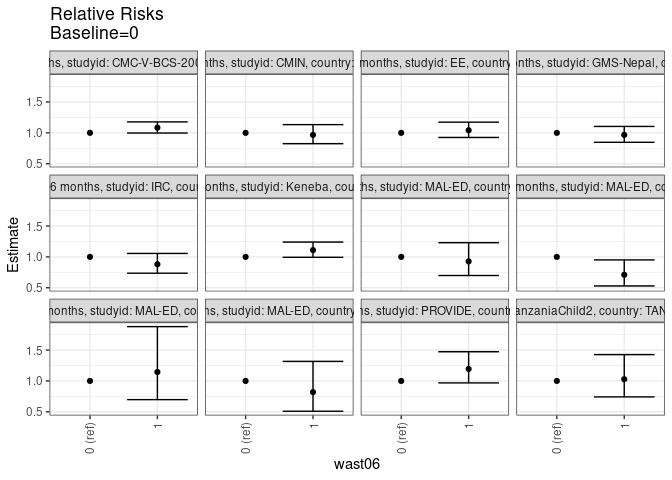 Relative Risks
Baseline=0
hs, studyid: CMC-V-BCS-200
nths, studyid: CMIN, country:
months, studyid: EE, country
onths, studyid: GMS-Nepal, c
1.5
1.0
0.5
6 months, studyid: IRC, coun
onths, studyid: Keneba, cou
ths, studyid: MAL-ED, country
months, studyid: MAL-ED, co
1.5
1.0
0.5
months, studyid: MAL-ED, co
ns, studyid: MAL-ED, country
ns, studyid: PROVIDE, countr
anzaniaChild2, country: TAN
1.5
1.0
0.5
Estimate
0 (ref)
1
0 (ref)
1
0 (ref)
1
0 (ref)
1
wast06